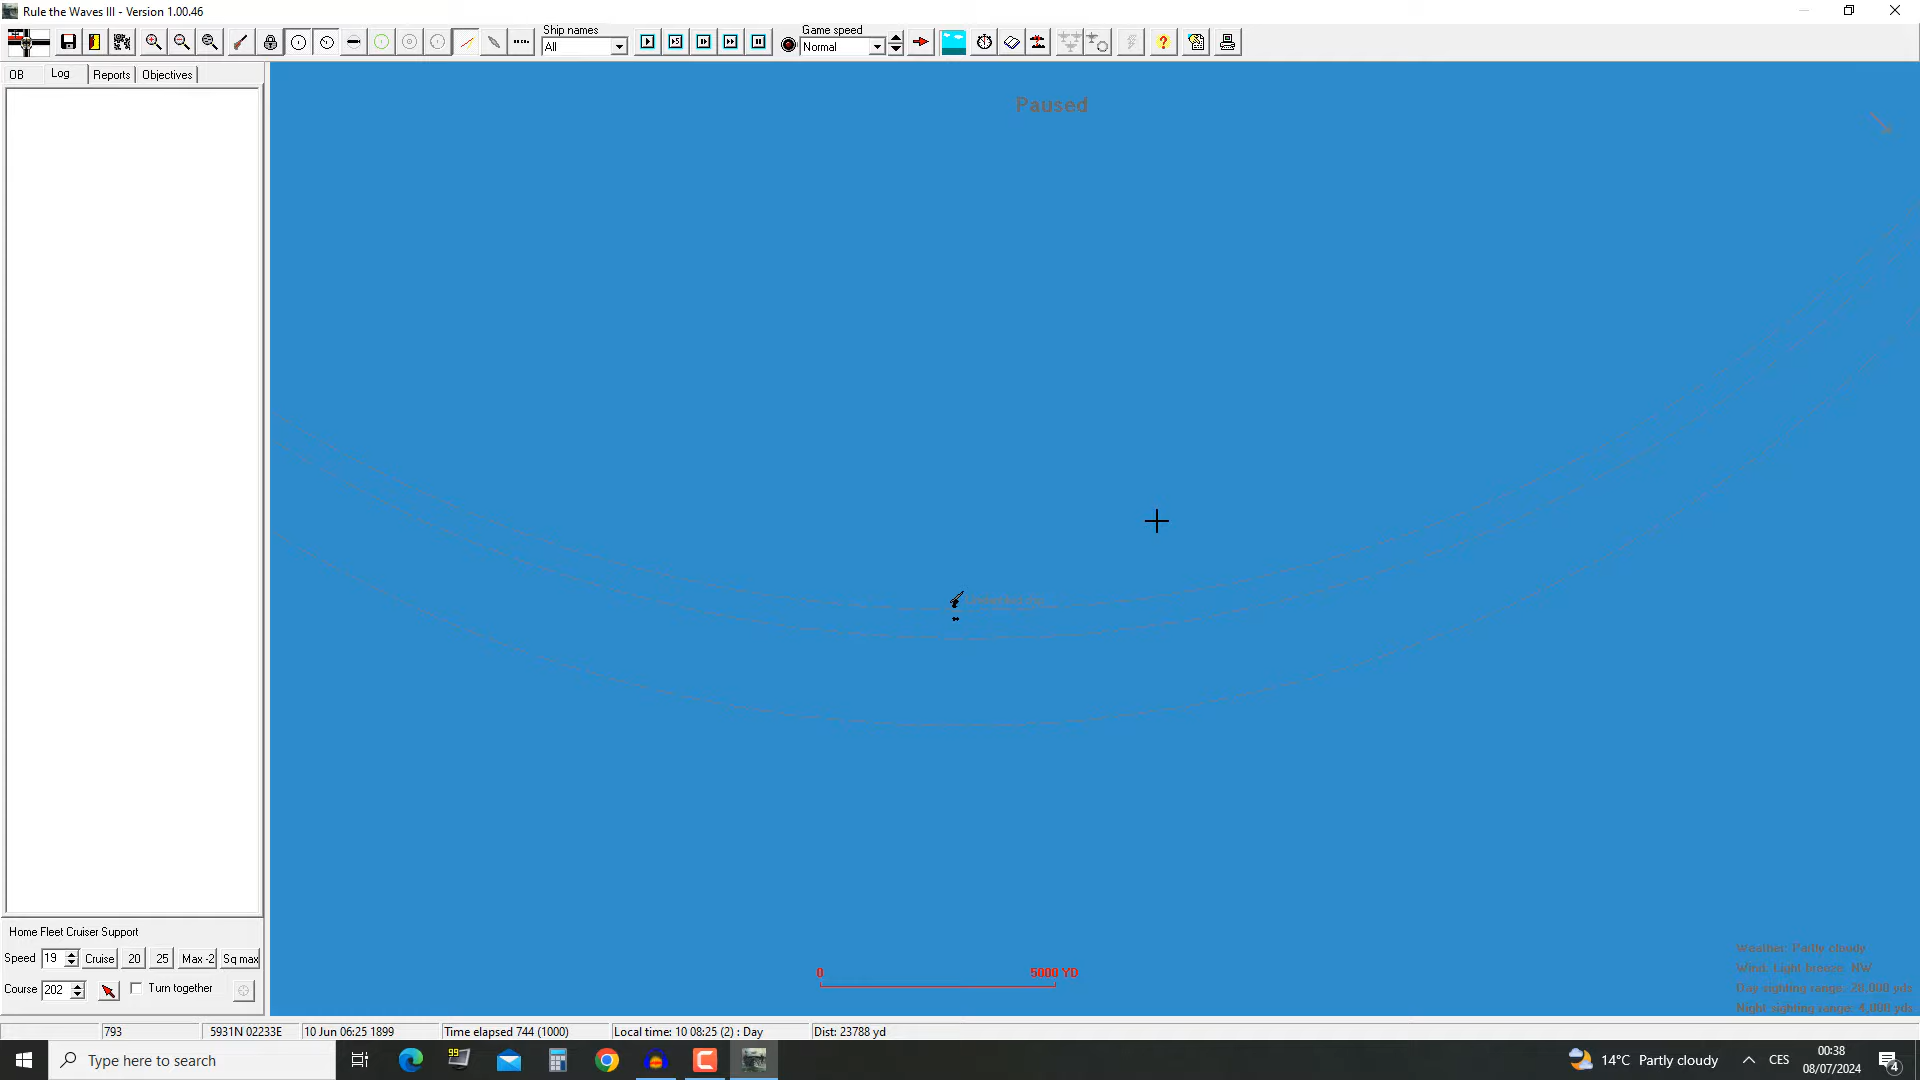 Rule the Waves III - Version 1.00.46
Ship names
All
Game speed
Normal
OB
Log
Reports
Objectives
Paused
Home Fleet Cruiser Support
Speed 19 Cruise 20 25 Max -2 Sq max
Course 202 Turn together
0 5000 YD
Weather: Partly cloudy
Wind: Light breeze NW
Day sighting range: 28,000 yds
Night sighting range: 4,000 yds
793 5931N 02233E 10 Jun 06:25 1899 Time elapsed 744 (1000) Local time: 10 08:25 (2) : Day Dist: 23788 yd
Type here to search
99
14°C Partly cloudy
CES
00:38
08/07/2024
4